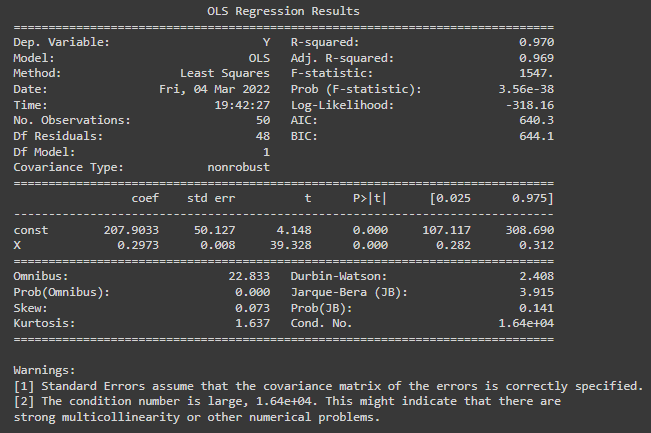 OLS Regression Results
==============================================================================
Dep. Variable: Y R-squared: 0.970
Model: OLS Adj. R-squared: 0.969
Method: Least Squares F-statistic: 1547.
Date: Fri, 04 Mar 2022 Prob (F-statistic): 3.56e-38
Time: 19:42:27 Log-Likelihood: -318.16
No. Observations: 50 AIC: 640.3
Df Residuals: 48 BIC: 644.1
Df Model: 1
Covariance Type: nonrobust
==============================================================================
coef std err t P>|t| [0.025 0.975]
------------------------------------------------------------------------------
const 207.9033 50.127 4.148 0.000 107.117 308.690
X 0.2973 0.008 39.328 0.000 0.282 0.312
==============================================================================
Omnibus: 22.833 Durbin-Watson: 2.408
Prob(Omnibus): 0.000 Jarque-Bera (JB): 3.915
Skew: 0.073 Prob(JB): 0.141
Kurtosis: 1.637 Cond. No. 1.64e+04
==============================================================================
Warnings:
[1] Standard Errors assume that the covariance matrix of the errors is correctly specified.
[2] The condition number is large, 1.64e+04. This might indicate that there are
strong multicollinearity or other numerical problems.